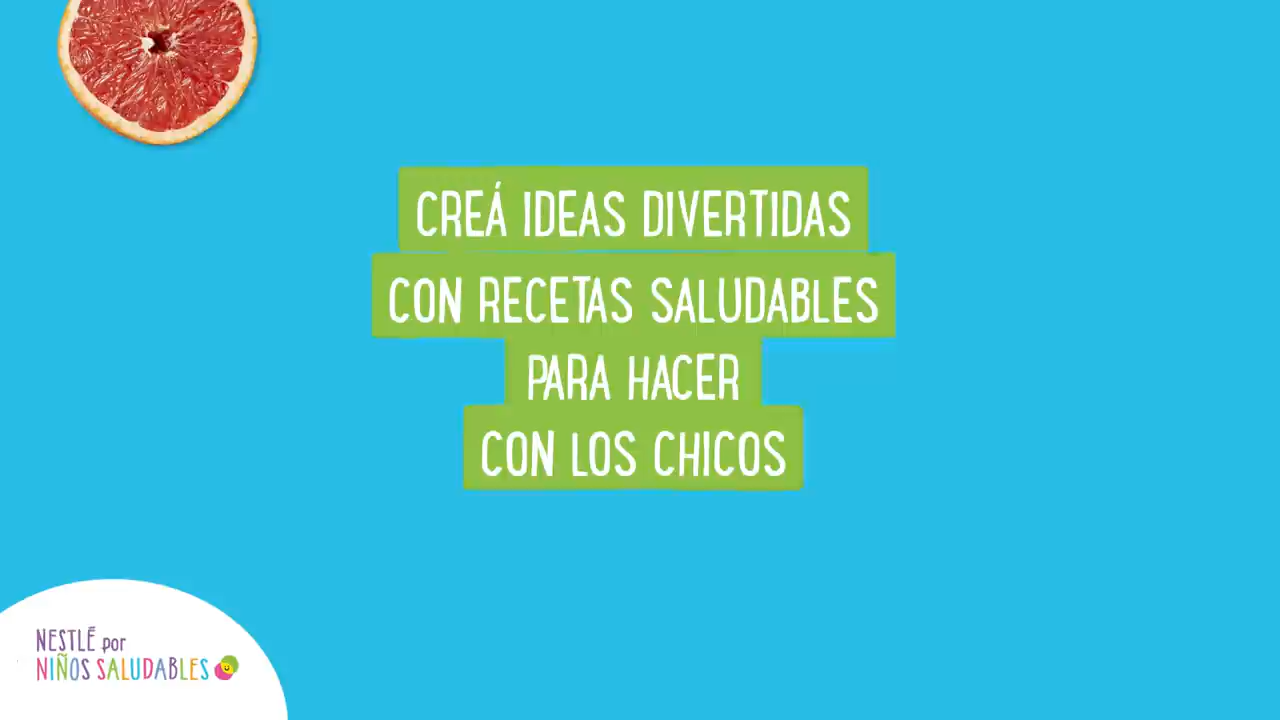 CREÁ IDEAS DIVERTIDAS
CON RECETAS SALUDABLES
PARA HACER
CON LOS CHICOS
NESTLÉ por
NIÑOS SALUDABLES